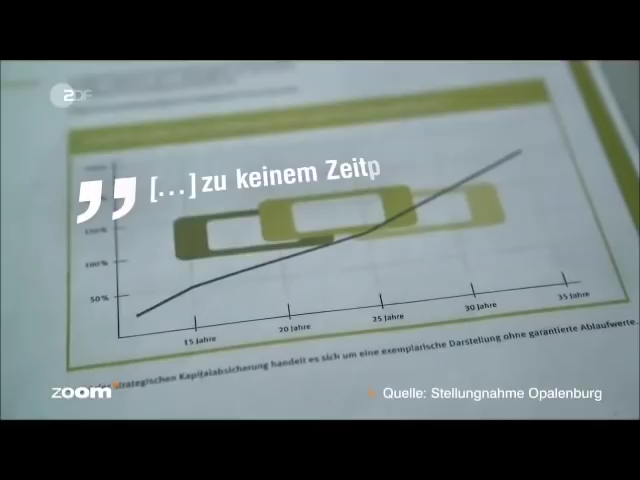 ZDF
„ [...] zu keinem Zeitp
150%
100%
50%
15 Jahre
20 Jahre
25 Jahre
30 Jahre
35 Jahre
strategischen Kapitalabsicherung handelt es sich um eine exemplarische Darstellung ohne garantierte Ablaufwerte.
zoom
Quelle: Stellungnahme Opalenburg